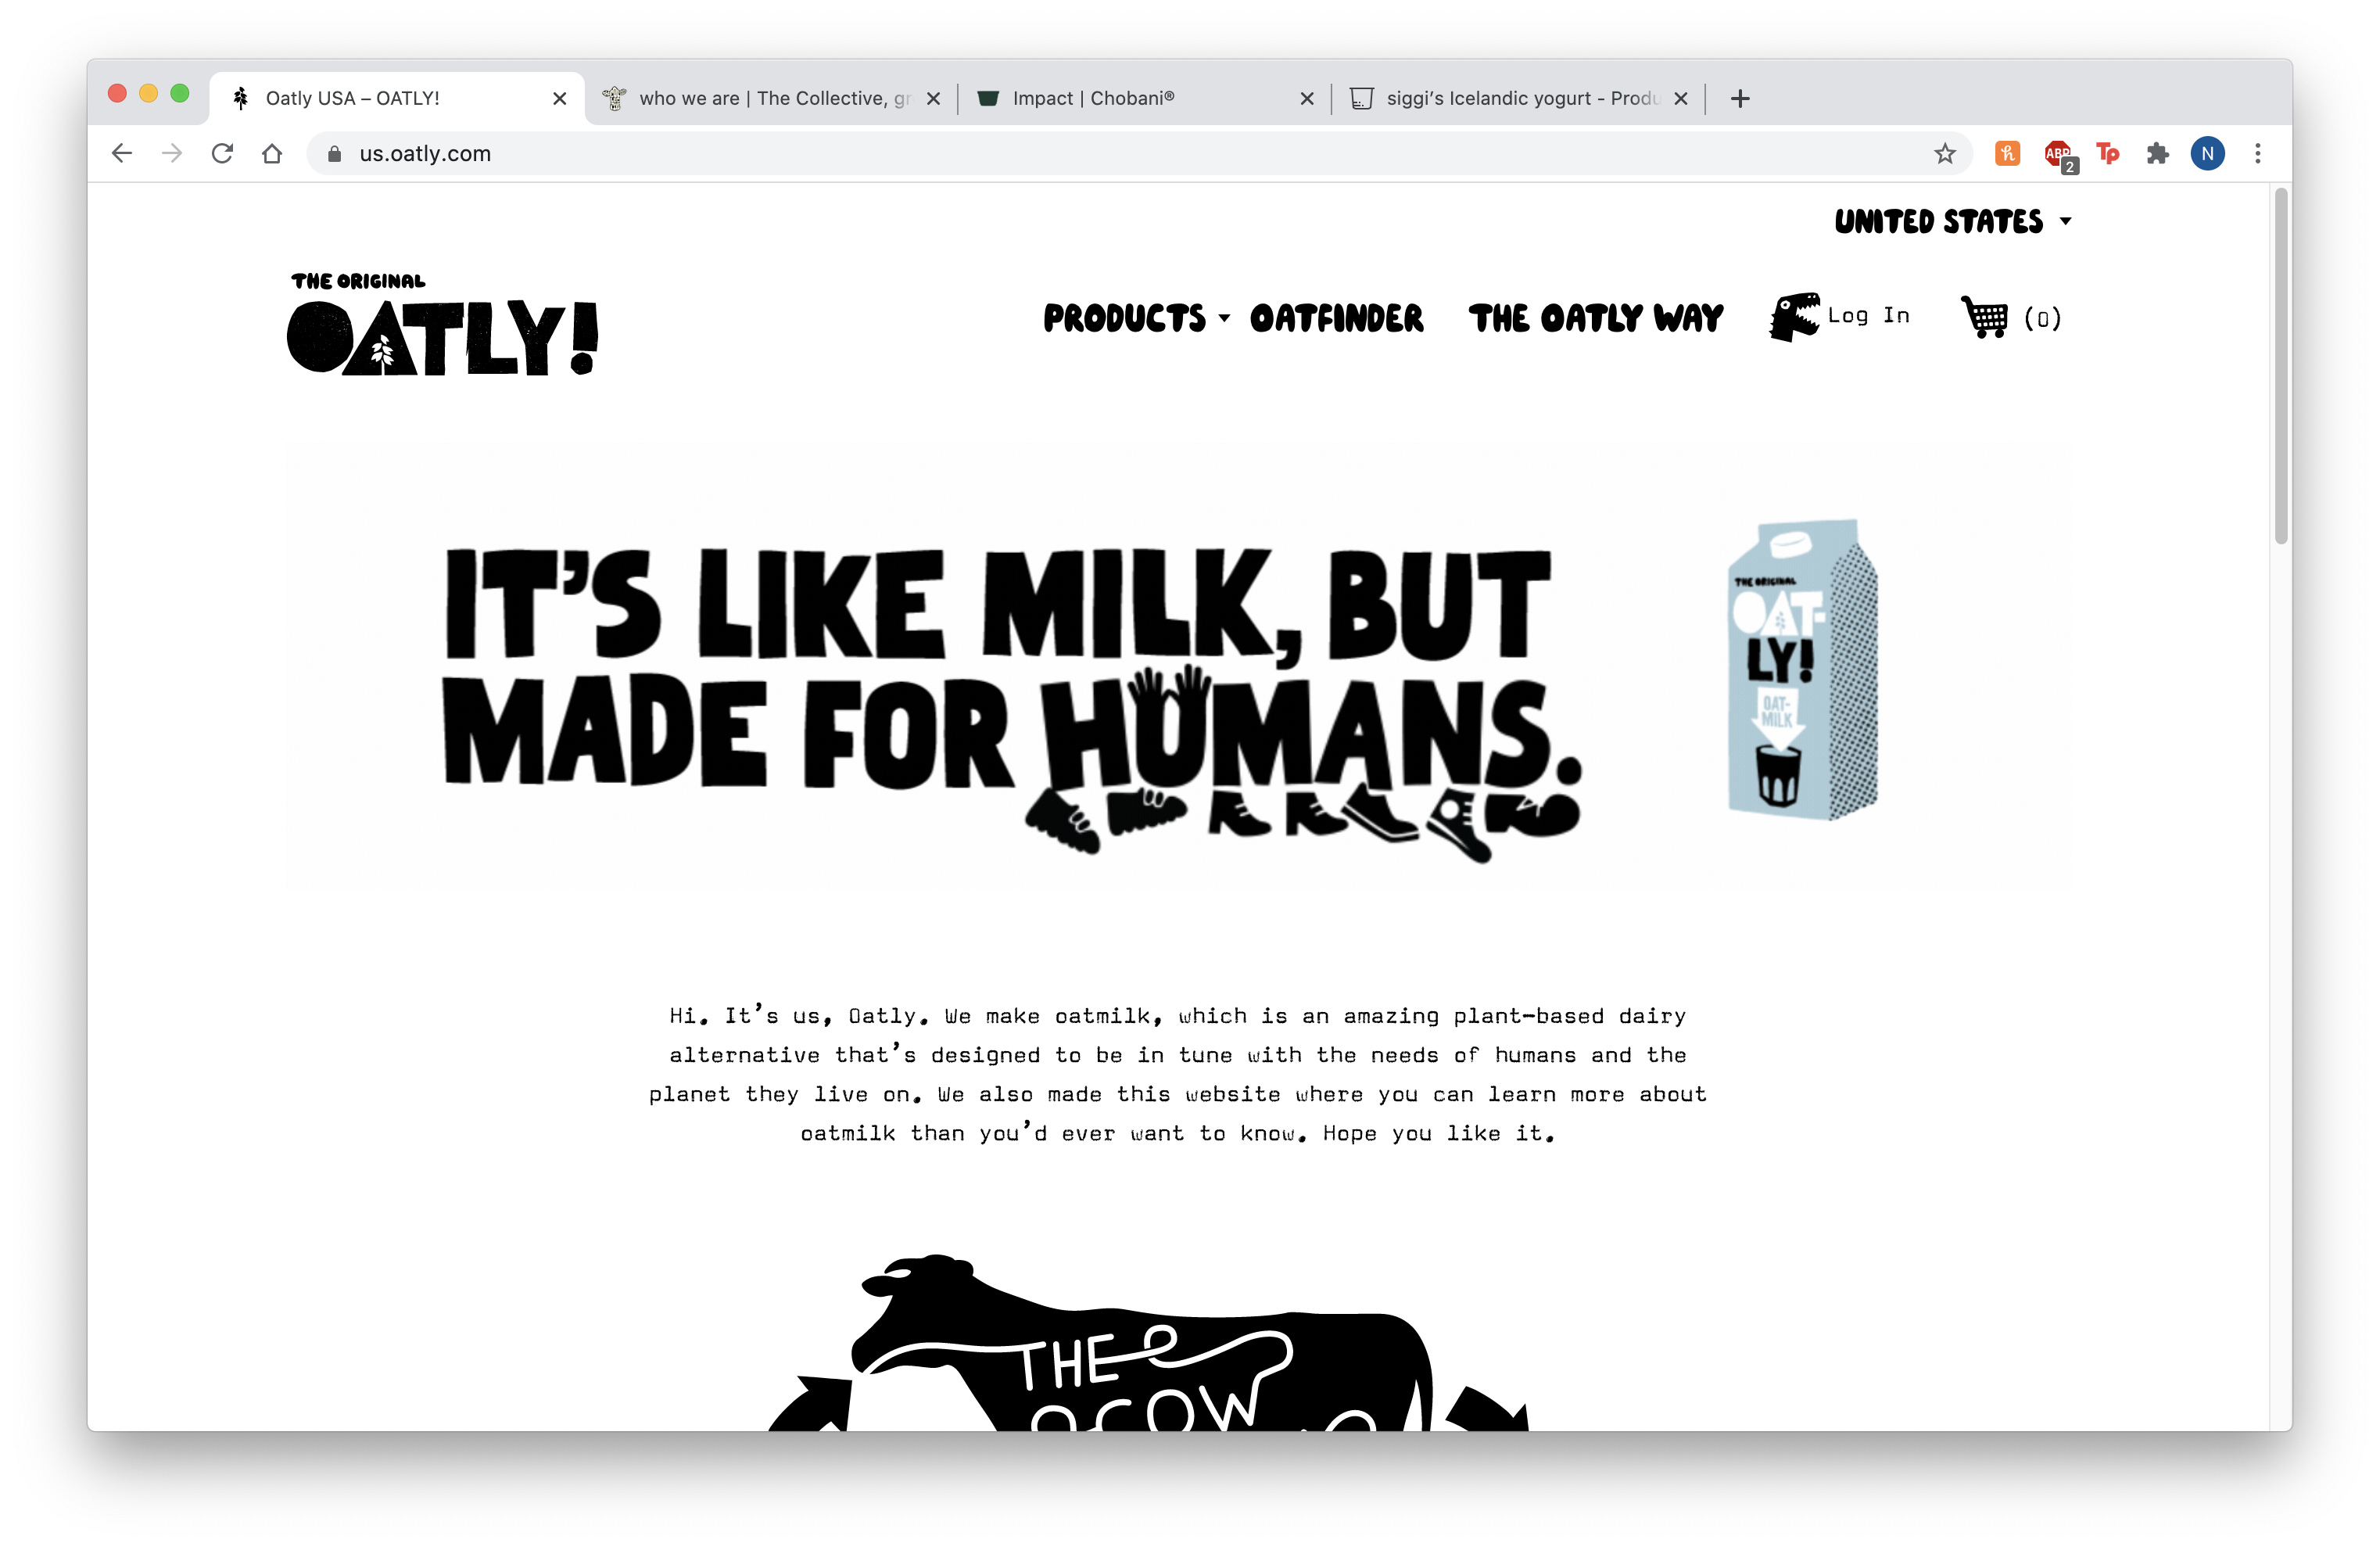 Oatly USA – OATLY!
who we are | The Collective, gr
Impact | Chobani®
siggi's Icelandic yogurt - Produ
us.oatly.com
h
ABP
2
Tp
N
UNITED STATES
THE ORIGINAL
OATLY!
PRODUCTS
OATFINDER
THE OATLY WAY
Log In
(0)
IT'S LIKE MILK, BUT
MADE FOR HUMANS.
THE ORIGINAL
OAT-
LY!
OAT-
MILK
Hi. It's us, Oatly. We make oatmilk, which is an amazing plant-based dairy
alternative that's designed to be in tune with the needs of humans and the
planet they live on. We also made this website where you can learn more about
oatmilk than you'd ever want to know. Hope you like it.
THE
COW